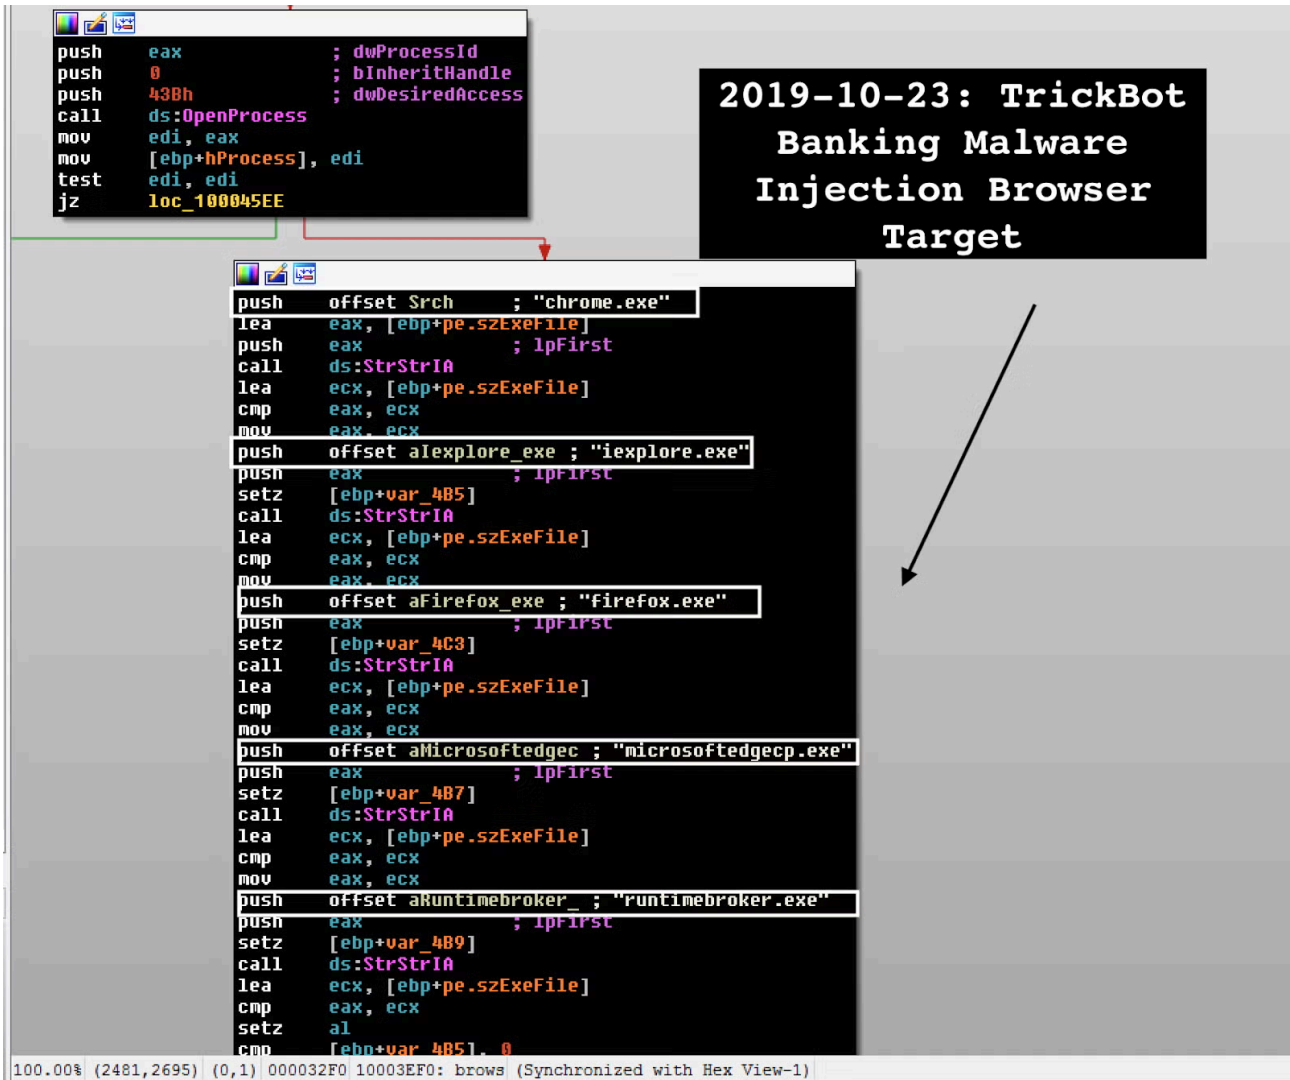 push eax ; dwProcessId
push 0 ; bInheritHandle
push 43Bh ; dwDesiredAccess
call ds:OpenProcess
mov edi, eax
mov [ebp+hProcess], edi
test edi, edi
jz loc_100045EE
2019-10-23: TrickBot
Banking Malware
Injection Browser
Target
push offset Srch ; "chrome.exe"
lea eax, [ebp+pe.szExeFile]
push eax ; lpFirst
call ds:StrStrIA
lea ecx, [ebp+pe.szExeFile]
cmp eax, ecx
mov eax, ecx
push offset aIexplore_exe ; "iexplore.exe"
push eax ; lpFirst
setz [ebp+var_4B5]
call ds:StrStrIA
lea ecx, [ebp+pe.szExeFile]
cmp eax, ecx
mov eax, ecx
push offset aFirefox_exe ; "firefox.exe"
push eax ; lpFirst
setz [ebp+var_4C3]
call ds:StrStrIA
lea ecx, [ebp+pe.szExeFile]
cmp eax, ecx
mov eax, ecx
push offset aMicrosoftedgec ; "microsoftedgecp.exe"
push eax ; lpFirst
setz [ebp+var_4B7]
call ds:StrStrIA
lea ecx, [ebp+pe.szExeFile]
cmp eax, ecx
mov eax, ecx
push offset aRuntimebroker_ ; "runtimebroker.exe"
push eax ; lpFirst
setz [ebp+var_4B9]
call ds:StrStrIA
lea ecx, [ebp+pe.szExeFile]
cmp eax, ecx
setz al
cmp [ebp+var_4B5], 0
100.00% (2481,2695) (0,1) 000032F0 10003EF0: brows (Synchronized with Hex View-1)